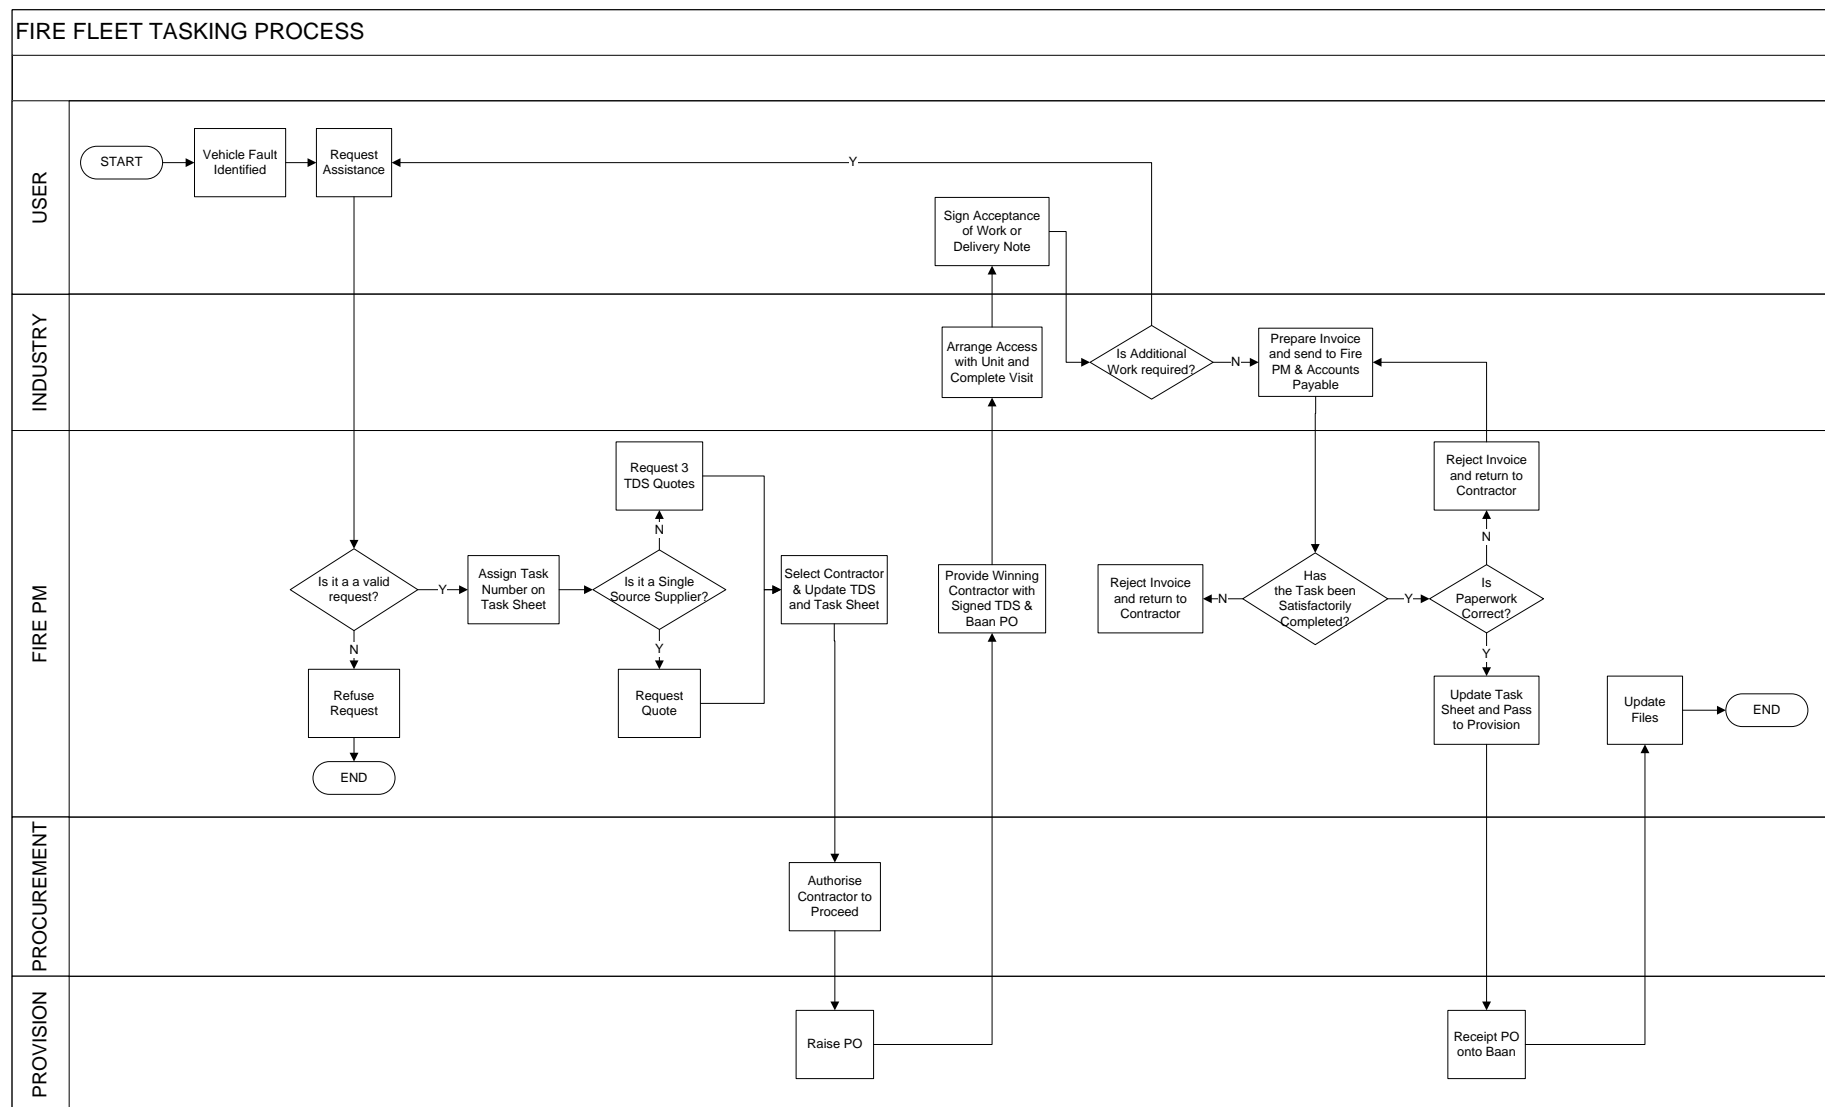 FIRE FLEET TASKING PROCESS
USER
START
Vehicle Fault
Identified
Request
Assistance
Y
Sign Acceptance
of Work or
Delivery Note
INDUSTRY
Arrange Access
with Unit and
Complete Visit
Is Additional
Work required?
N
Prepare Invoice
and send to Fire
PM & Accounts
Payable
FIRE PM
Is it a a valid
request?
Y
N
Refuse
Request
END
Assign Task
Number on
Task Sheet
Is it a Single
Source Supplier?
N
Request 3
TDS Quotes
Y
Request
Quote
Select Contractor
& Update TDS
and Task Sheet
Provide Winning
Contractor with
Signed TDS &
Baan PO
Reject Invoice
and return to
Contractor
N
Has
the Task been
Satisfactorily
Completed?
Y
Is
Paperwork
Correct?
N
Reject Invoice
and return to
Contractor
Y
Update Task
Sheet and Pass
to Provision
Update
Files
END
PROCUREMENT
Authorise
Contractor to
Proceed
PROVISION
Raise PO
Receipt PO
onto Baan